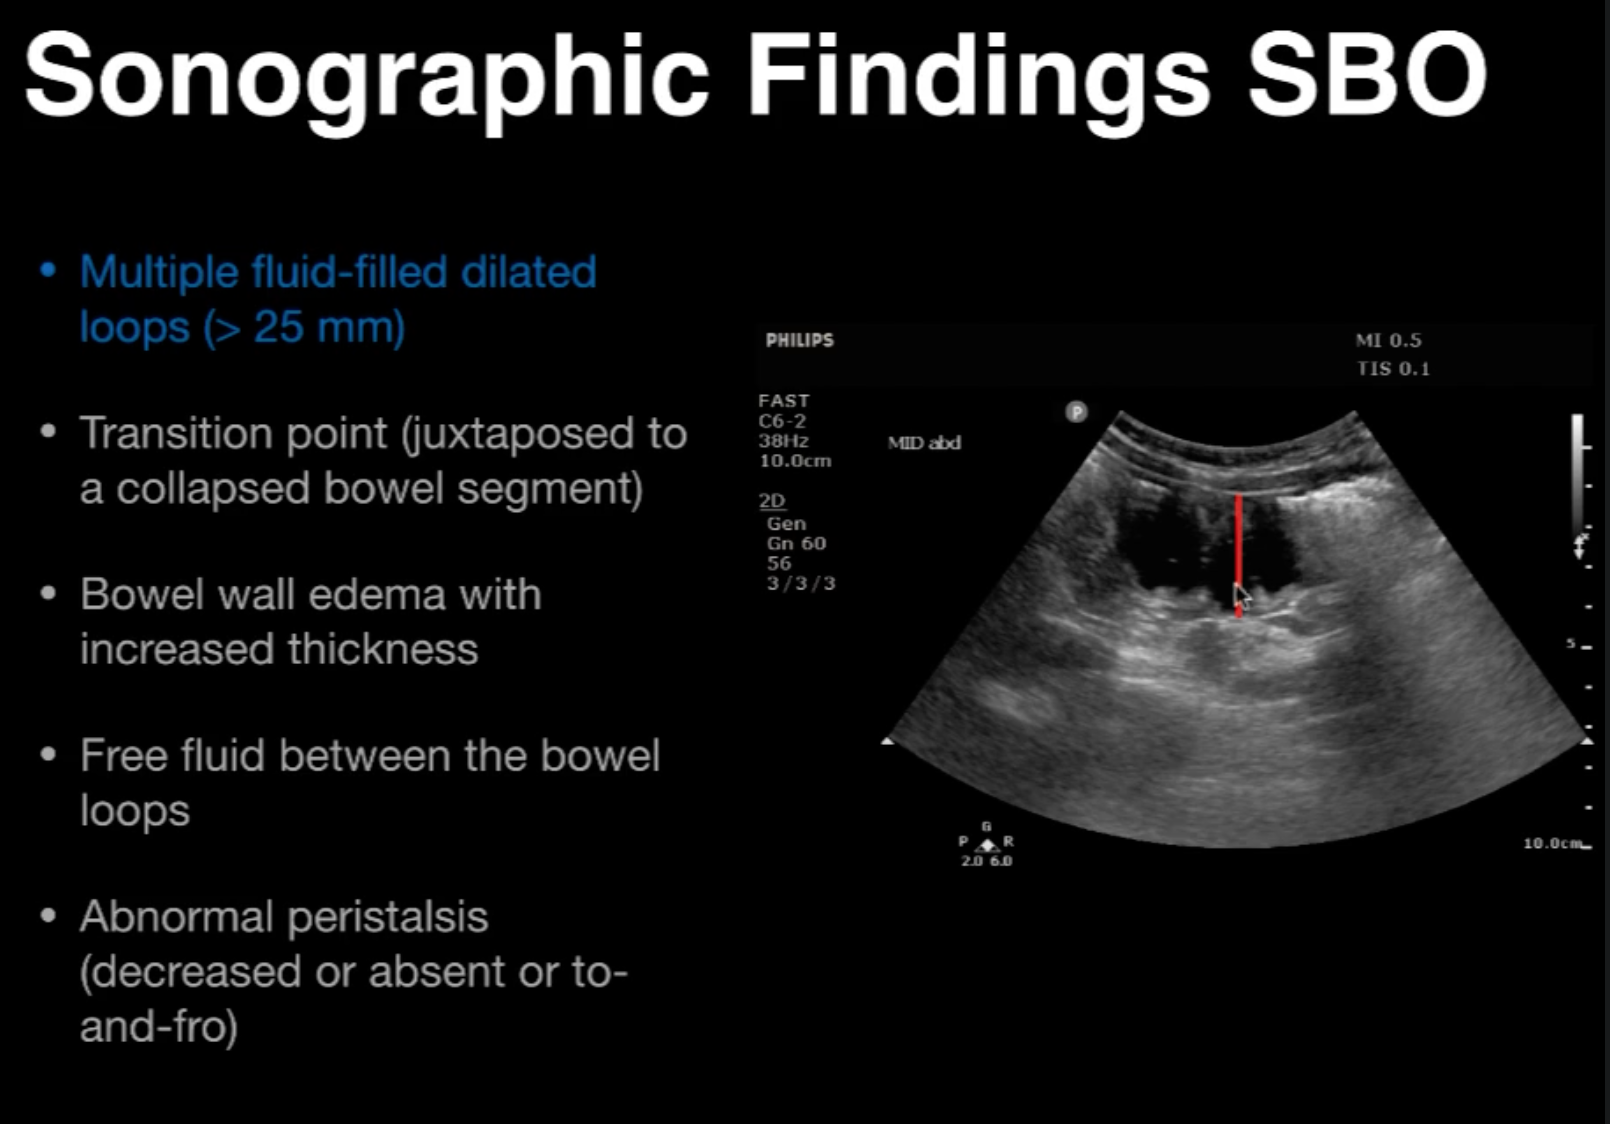 Sonographic Findings SBO
• Multiple fluid-filled dilated
loops (> 25 mm)
• Transition point (juxtaposed to
a collapsed bowel segment)
• Bowel wall edema with
increased thickness
• Free fluid between the bowel
loops
• Abnormal peristalsis
(decreased or absent or to-
and-fro)
PHILIPS
MI 0.5
TIS 0.1
FAST
C6-2
38Hz
10.0cm
2D
Gen
Gn 60
56
3/3/3
MID abd
P
5
10.0cm
G
P R
2.0 6.0